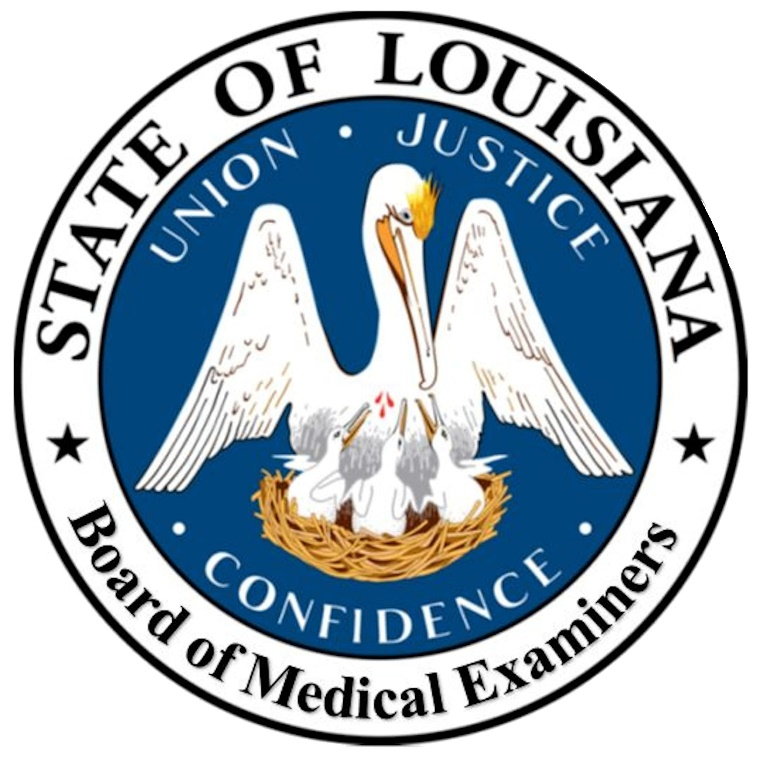 STATE OF LOUISIANA
UNION • JUSTICE
• CONFIDENCE •
Board of Medical Examiners